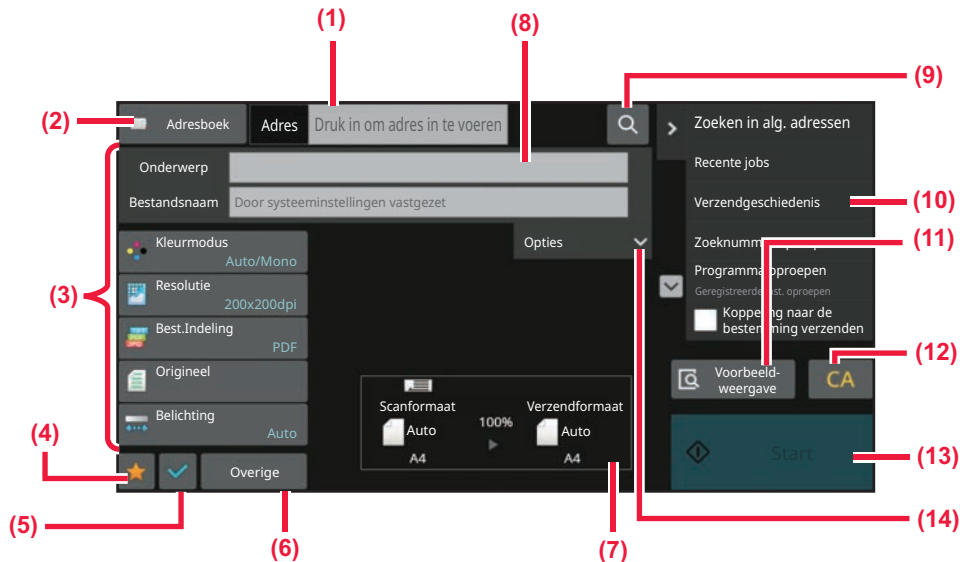 (1)
(8)
(9)
(2)
Adresboek
Adres
Druk in om adres in te voeren
Zoeken in alg. adressen
(3)
Onderwerp
Recente jobs
Bestandsnaam
Door systeeminstellingen vastgezet
Verzendgeschiedenis
(10)
(11)
Kleurmodus
Auto/Mono
Opties
Programma oproepen
Resolutie
200x200dpi
Koppeling naar de
bestemming verzenden
Best.Indeling
PDF
(12)
Origineel
Voorbeeld-
weergave
CA
Belichting
Auto
Scanformaat
Auto
A4
100%
Verzendformaat
Auto
A4
(4)
Start
(13)
Overige
(5)
(6)
(7)
(14)